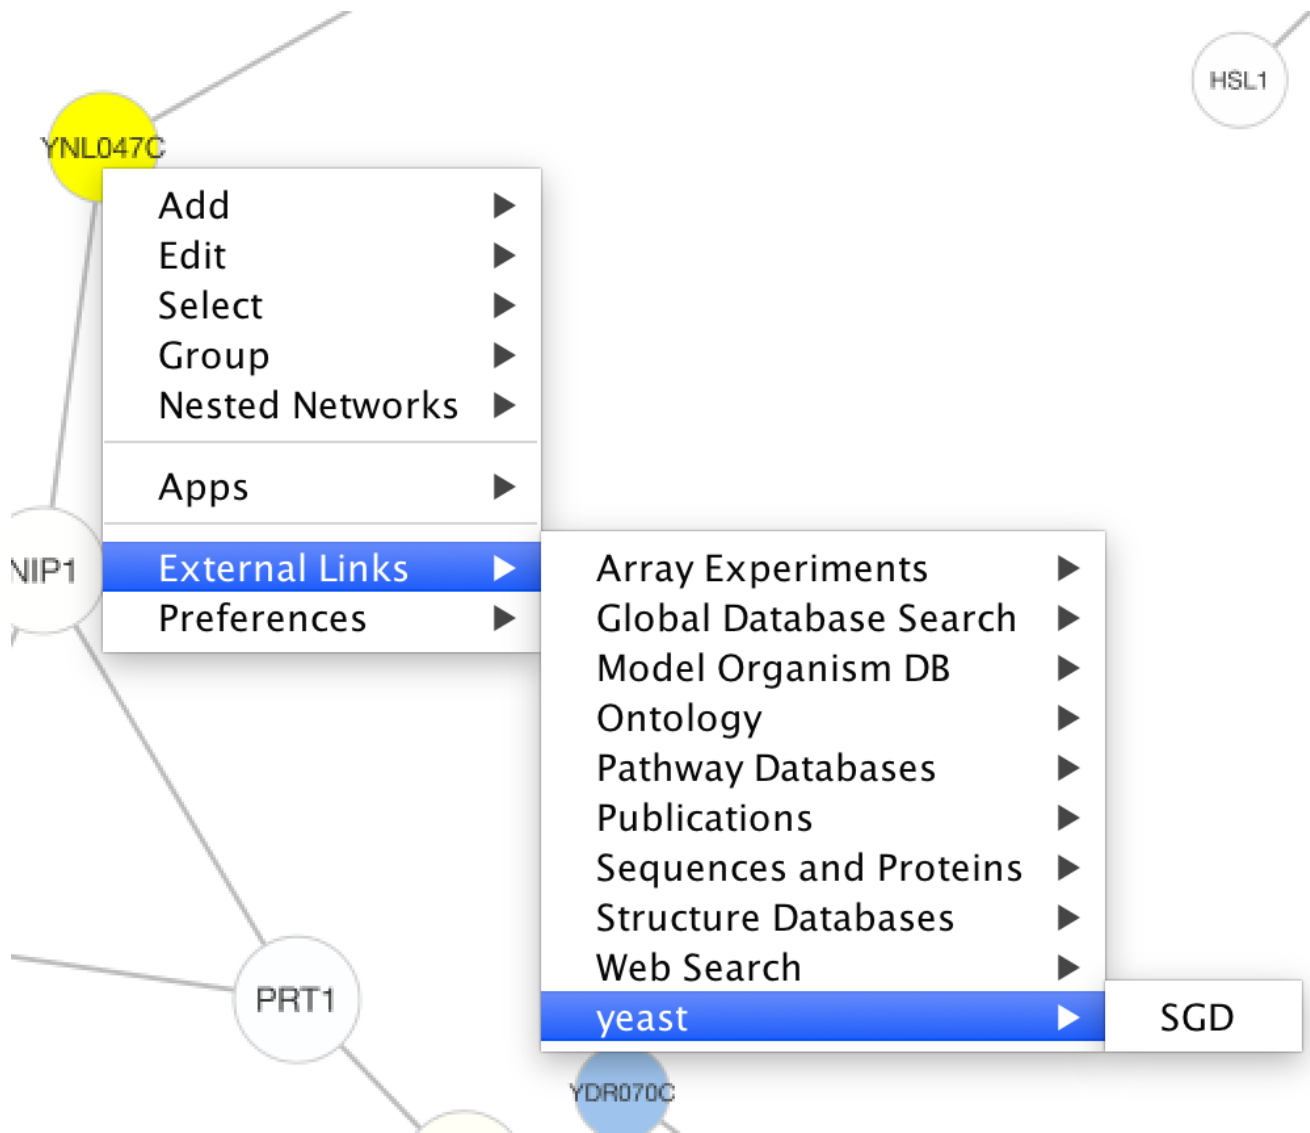 HSL1
YNL047C
Add
Edit
Select
Group
Nested Networks
Apps
NIP1
External Links
Preferences
Array Experiments
Global Database Search
Model Organism DB
Ontology
Pathway Databases
Publications
Sequences and Proteins
Structure Databases
Web Search
yeast
SGD
PRT1
YDR070C